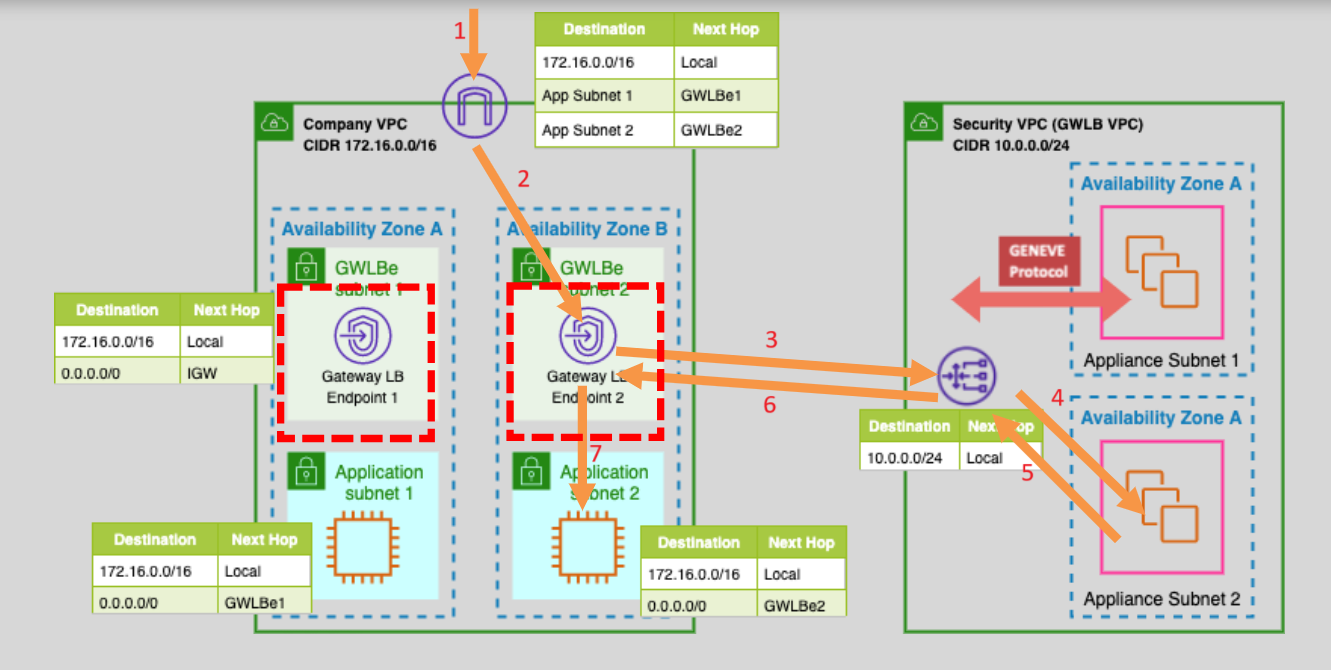 1
Destination Next Hop
172.16.0.0/16 Local
App Subnet 1 GWLBe1
App Subnet 2 GWLBe2
Company VPC
CIDR 172.16.0.0/16
2
Availability Zone A
GWLBe
subnet 1
Gateway LB
Endpoint 1
Destination Next Hop
172.16.0.0/16 Local
0.0.0.0/0 IGW
Application
subnet 1
Destination Next Hop
172.16.0.0/16 Local
0.0.0.0/0 GWLBe1
Availability Zone B
GWLBe
subnet 2
Gateway LB
Endpoint 2
7
Application
subnet 2
Destination Next Hop
172.16.0.0/16 Local
0.0.0.0/0 GWLBe2
3
6
Security VPC (GWLB VPC)
CIDR 10.0.0.0/24
Availability Zone A
GENEVE
Protocol
Appliance Subnet 1
4
Destination Next Hop
10.0.0.0/24 Local
5
Availability Zone A
Appliance Subnet 2